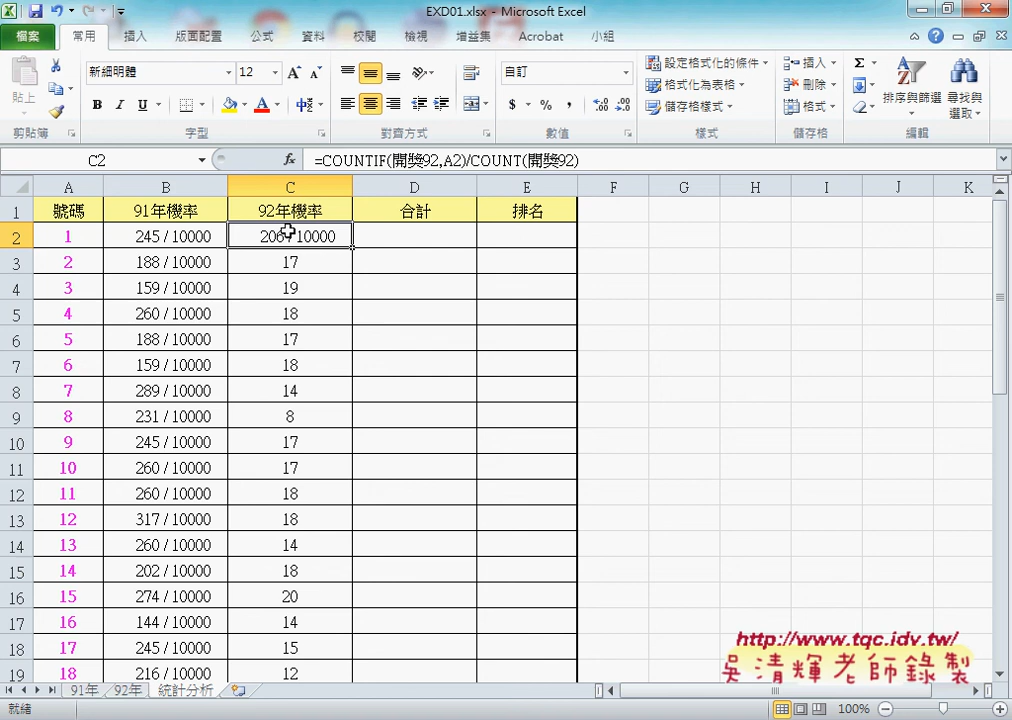 EXD01.xlsx - Microsoft Excel
檔案 常用 插入 版面配置 公式 資料 校閱 檢視 增益集 Acrobat 小組
貼上 新細明體 12 自訂 設定格式化的條件 插入 Σ
B I U 中 $ % , 格式化為表格 刪除 排序與篩選 尋找與選取
儲存格樣式 格式
剪貼簿 字型 對齊方式 數值 樣式 儲存格 編輯
C2 fx =COUNTIF(開獎92,A2)/COUNT(開獎92)
A B C D E F G H I J K
1 號碼 91年機率 92年機率 合計 排名
2 1 245 / 10000 206 / 10000
3 2 188 / 10000 17
4 3 159 / 10000 19
5 4 260 / 10000 18
6 5 188 / 10000 17
7 6 159 / 10000 18
8 7 289 / 10000 14
9 8 231 / 10000 8
10 9 245 / 10000 17
11 10 260 / 10000 17
12 11 260 / 10000 18
13 12 317 / 10000 18
14 13 260 / 10000 14
15 14 202 / 10000 18
16 15 274 / 10000 20
17 16 144 / 10000 14
18 17 245 / 10000 15
19 18 216 / 10000 12
http://www.tqc.idv.tw/
吳清輝老師錄製
91年 92年 統計分析
就緒 100%